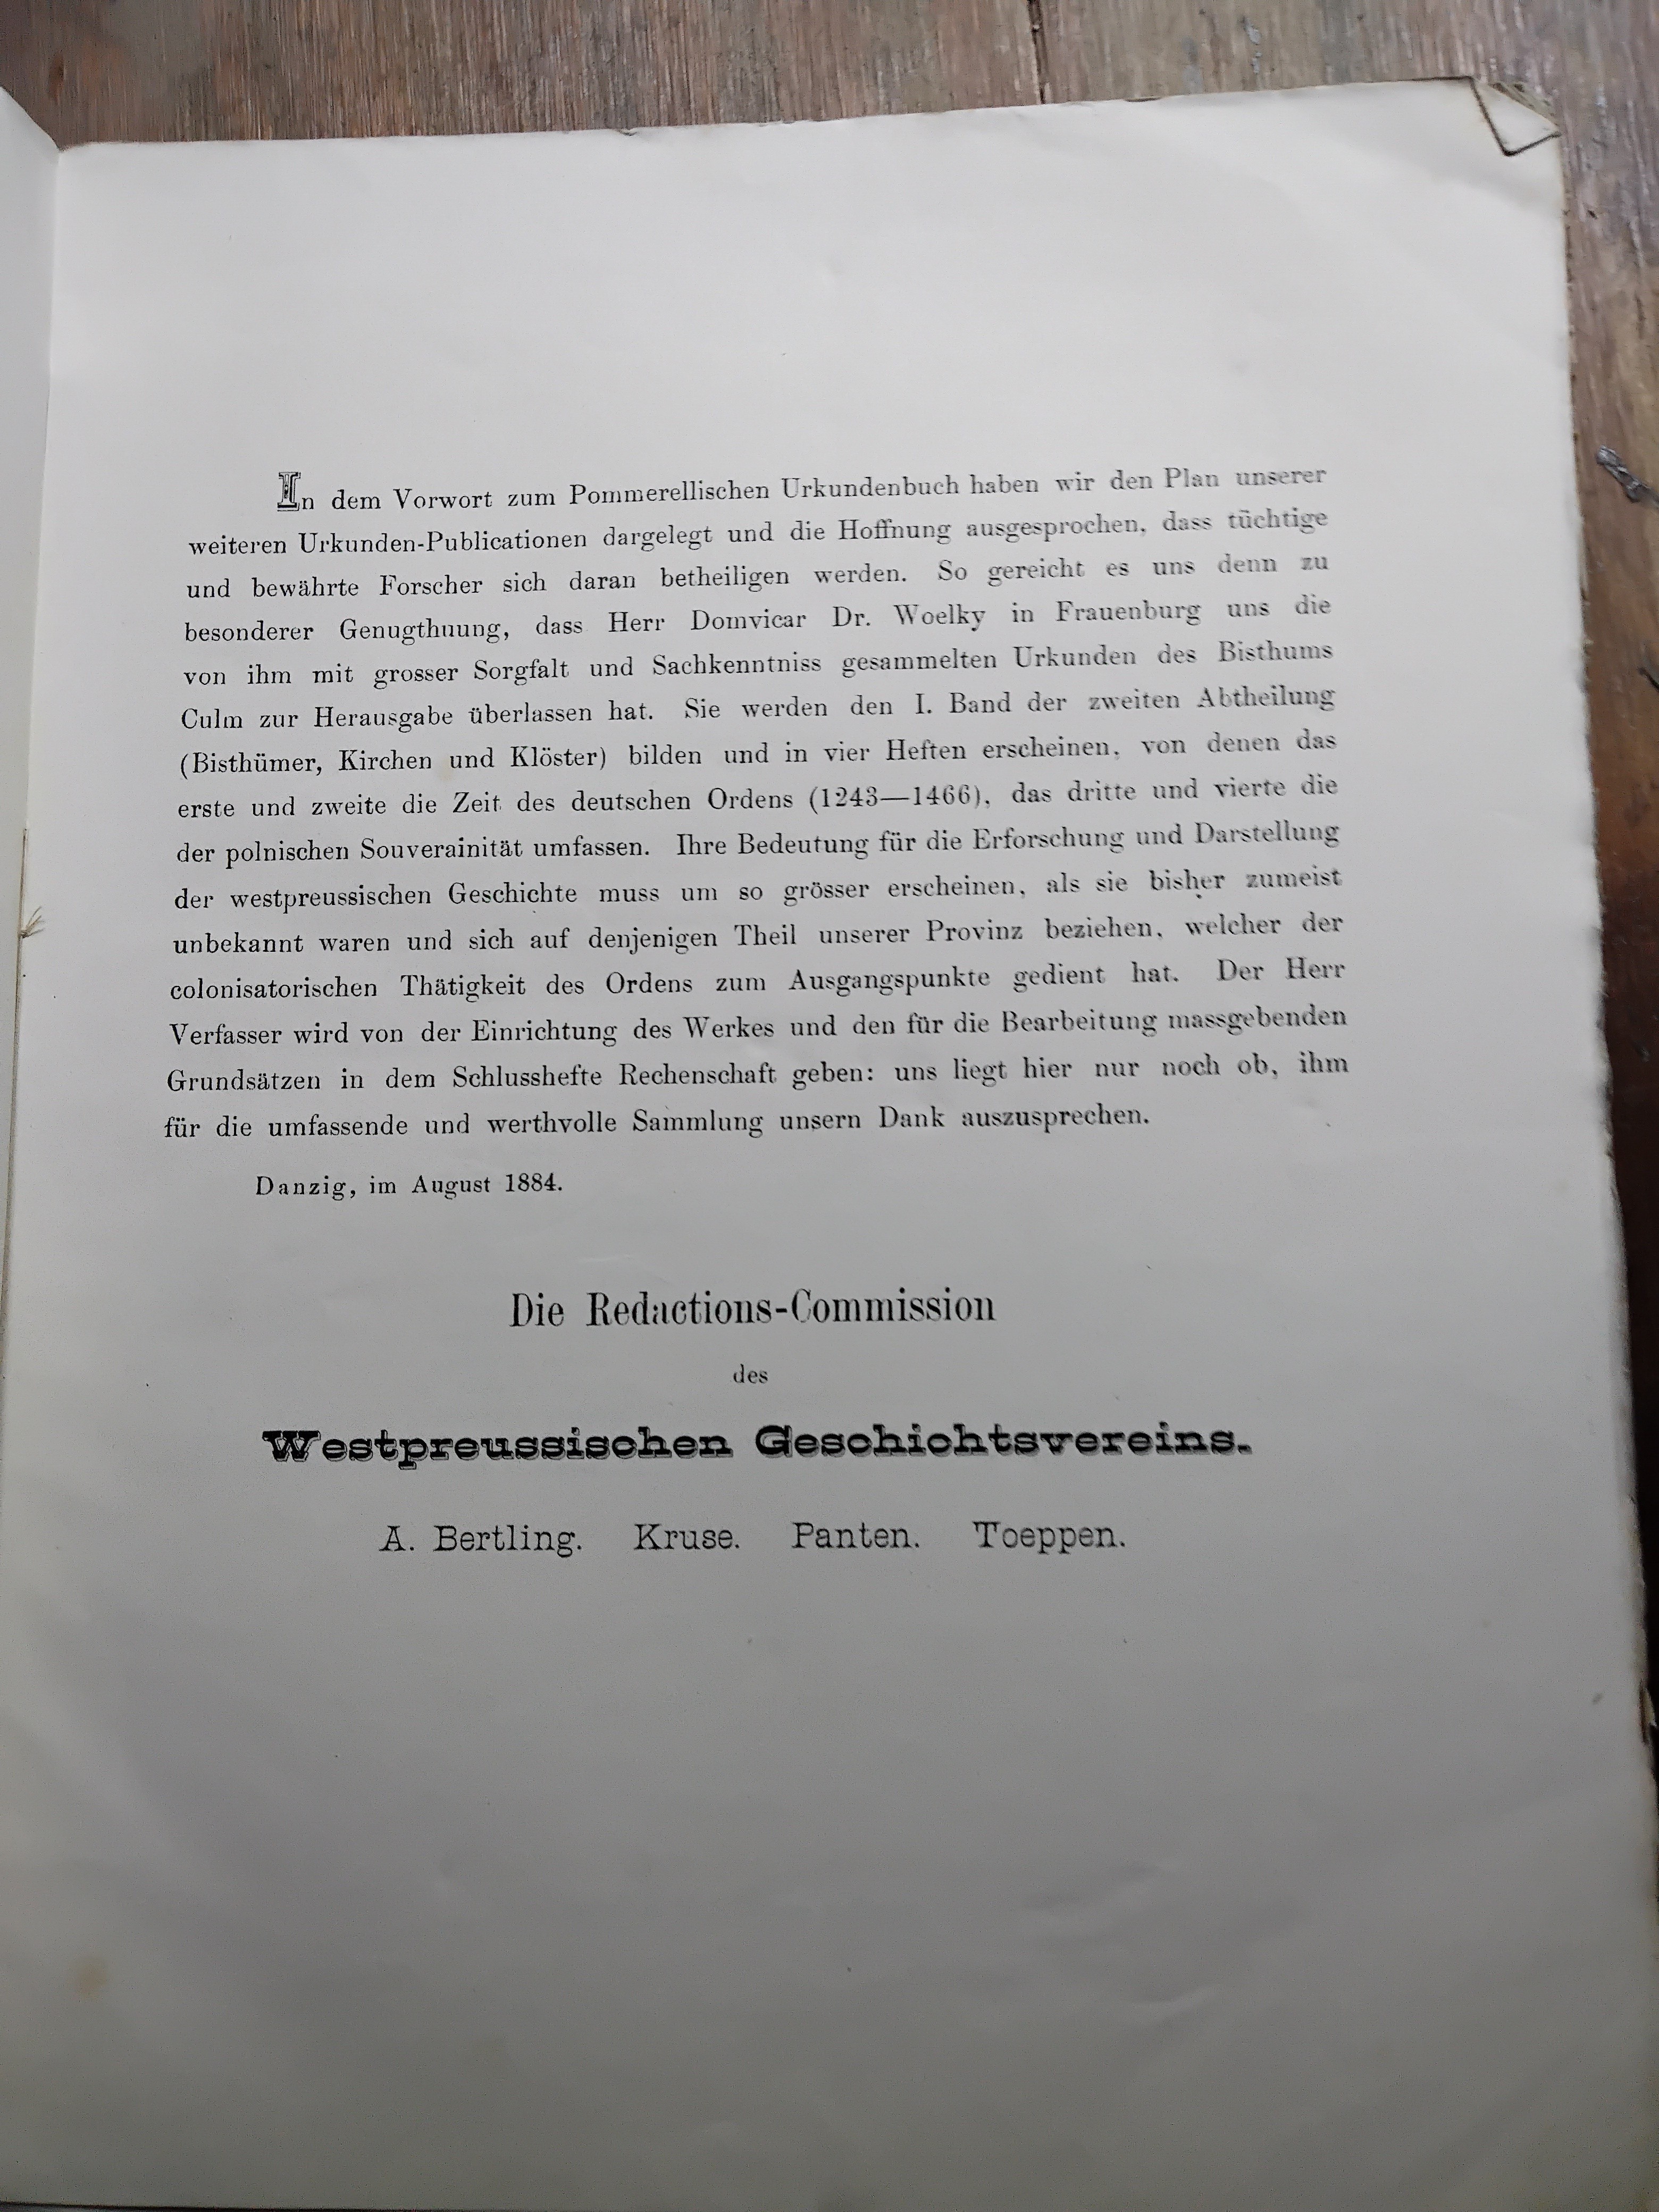 In dem Vorwort zum Pommerellischen Urkundenbuch haben wir den Plan unserer
weiteren Urkunden-Publicationen dargelegt und die Hoffnung ausgesprochen, dass tüchtige
und bewährte Forscher sich daran betheiligen werden. So gereicht es uns denn zu
besonderer Genugthuung, dass Herr Domvicar Dr. Woelky in Frauenburg uns die
von ihm mit grosser Sorgfalt und Sachkenntniss gesammelten Urkunden des Bisthums
Culm zur Herausgabe überlassen hat. Sie werden den I. Band der zweiten Abtheilung
(Bisthümer, Kirchen und Klöster) bilden und in vier Heften erscheinen, von denen das
erste und zweite die Zeit des deutschen Ordens (1243—1466), das dritte und vierte die
der polnischen Souverainität umfassen. Ihre Bedeutung für die Erforschung und Darstellung
der westpreussischen Geschichte muss um so grösser erscheinen, als sie bisher zumeist
unbekannt waren und sich auf denjenigen Theil unserer Provinz beziehen, welcher der
colonisatorischen Thätigkeit des Ordens zum Ausgangspunkte gedient hat. Der Herr
Verfasser wird von der Einrichtung des Werkes und den für die Bearbeitung massgebenden
Grundsätzen in dem Schlusshefte Rechenschaft geben: uns liegt hier nur noch ob, ihm
für die umfassende und werthvolle Sammlung unsern Dank auszusprechen.
Danzig, im August 1884.
Die Redactions-Commission
des
Westpreussischen Geschichtsvereins.
A. Bertling. Kruse. Panten. Toeppen.